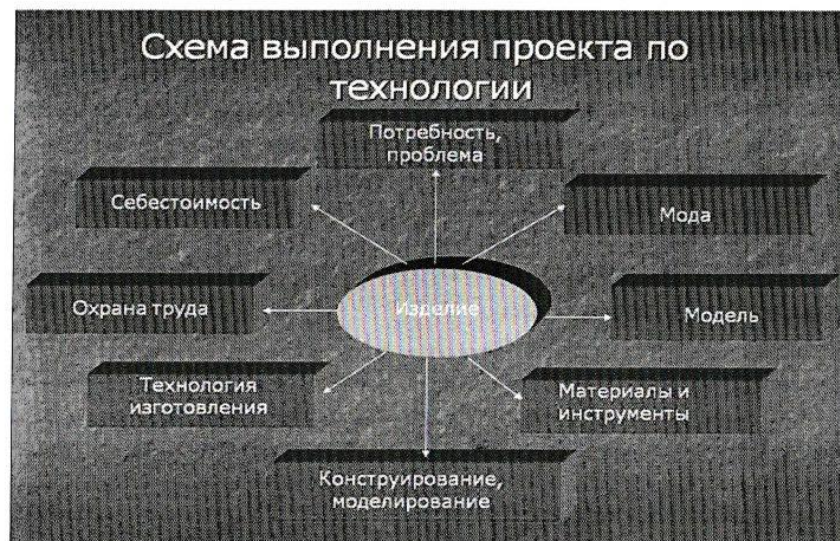 Схема выполнения проекта по
технологии
Потребность,
проблема
Себестоимость
Мода
Охрана труда
Изделие
Модель
Технология
изготовления
Материалы и
инструменты
Конструирование,
моделирование